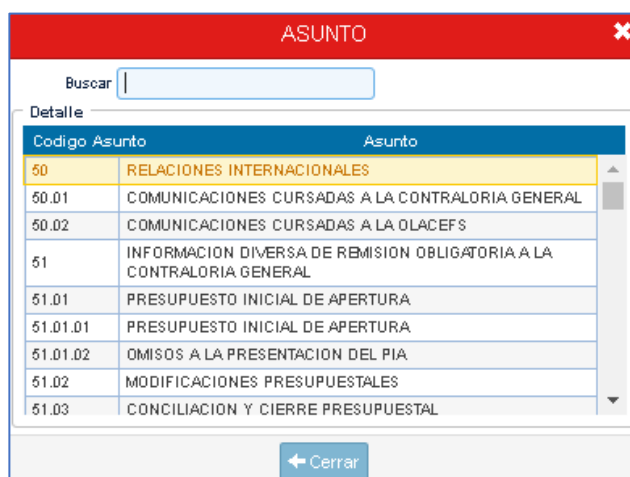 ASUNTO
Buscar
Detalle
Codigo Asunto Asunto
50 RELACIONES INTERNACIONALES
50.01 COMUNICACIONES CURSADAS A LA CONTRALORIA GENERAL
50.02 COMUNICACIONES CURSADAS A LA OLACEFS
51 INFORMACION DIVERSA DE REMISION OBLIGATORIA A LA
CONTRALORIA GENERAL
51.01 PRESUPUESTO INICIAL DE APERTURA
51.01.01 PRESUPUESTO INICIAL DE APERTURA
51.01.02 OMISOS A LA PRESENTACION DEL PIA
51.02 MODIFICACIONES PRESUPUESTALES
51.03 CONCILIACION Y CIERRE PRESUPUESTAL
Cerrar